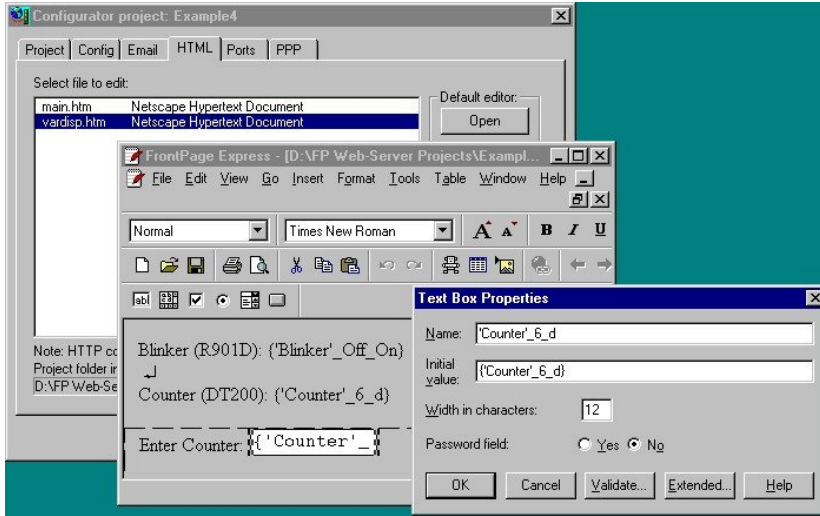 Configurator project: Example4
Project Config Email HTML Ports PPP
Select file to edit:
main.htm Netscape Hypertext Document
vardisp.htm Netscape Hypertext Document
Default editor:
Open
FrontPage Express - [D:\FP Web-Server Projects\Exampl...
File Edit View Go Insert Format Tools Table Window Help
Normal Times New Roman A A B I U
abl
Note: HTTP co
Project folder in
D:\FP Web-Se
Blinker (R901D): {'Blinker'_Off_On}
Counter (DT200): {'Counter'_6_d}
Enter Counter: {'Counter'_
Text Box Properties
Name: 'Counter'_6_d
Initial value: {'Counter'_6_d}
Width in characters: 12
Password field: Yes No
OK Cancel Validate... Extended... Help